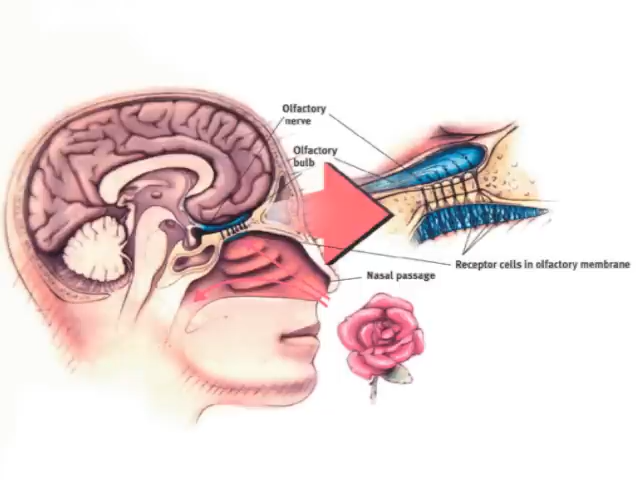 Olfactory
nerve
Olfactory
bulb
Receptor cells in olfactory membrane
Nasal passage